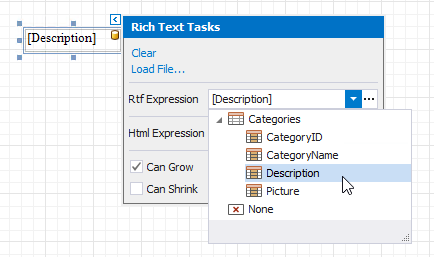 Rich Text Tasks
[Description]
Clear
Load File...
Rtf Expression [Description] ...
Categories
Html Expression
CategoryID
CategoryName
Can Grow
Description
Can Shrink
Picture
None